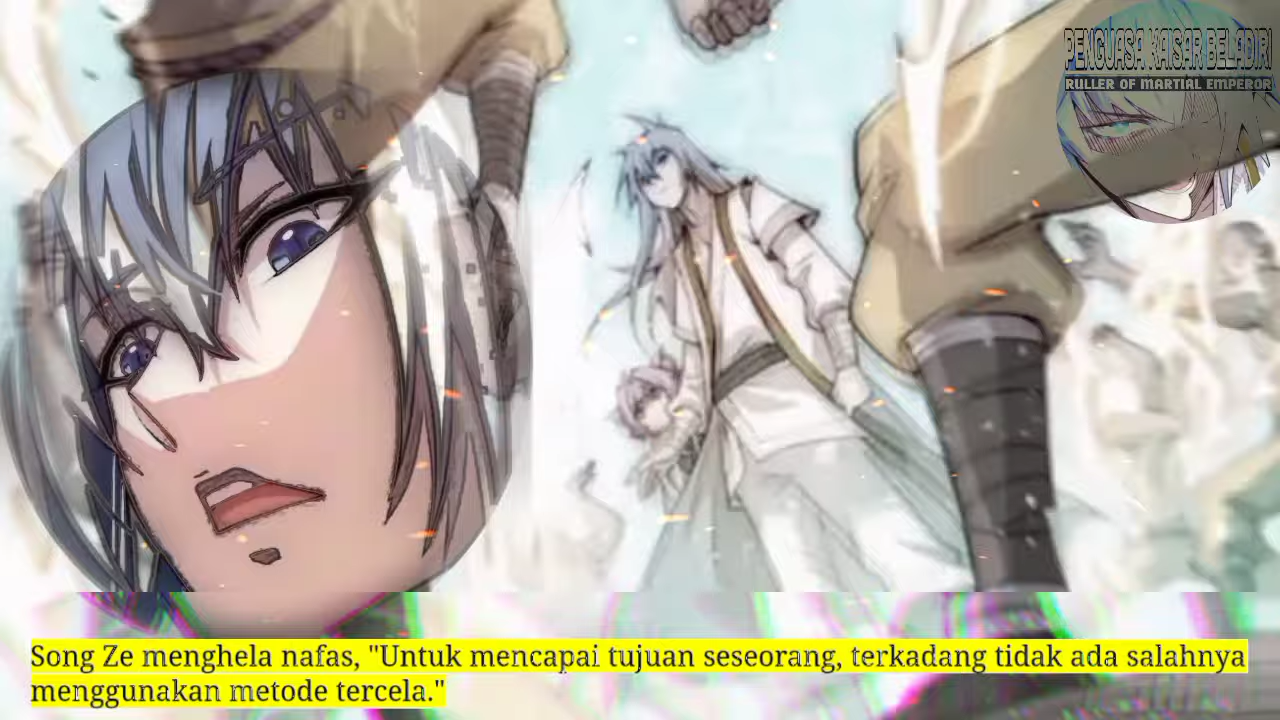 PENGUASA KAISAR BELADIRI
RULLER OF MARTIAL EMPEROR
Song Ze menghela nafas, "Untuk mencapai tujuan seseorang, terkadang tidak ada salahnya
menggunakan metode tercela."